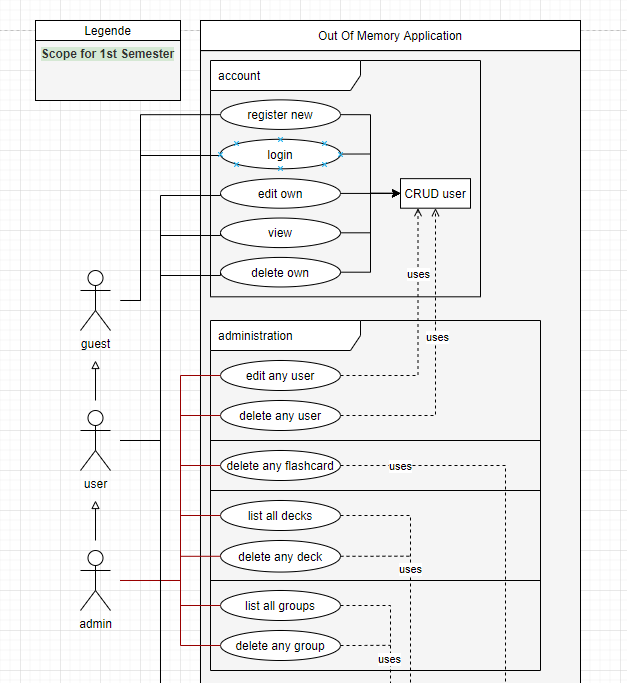 Legende
Scope for 1st Semester
Out Of Memory Application
account
register new
login
edit own
CRUD user
view
delete own
uses
guest
administration
uses
edit any user
delete any user
delete any flashcard
uses
user
list all decks
delete any deck
uses
list all groups
admin
delete any group
uses